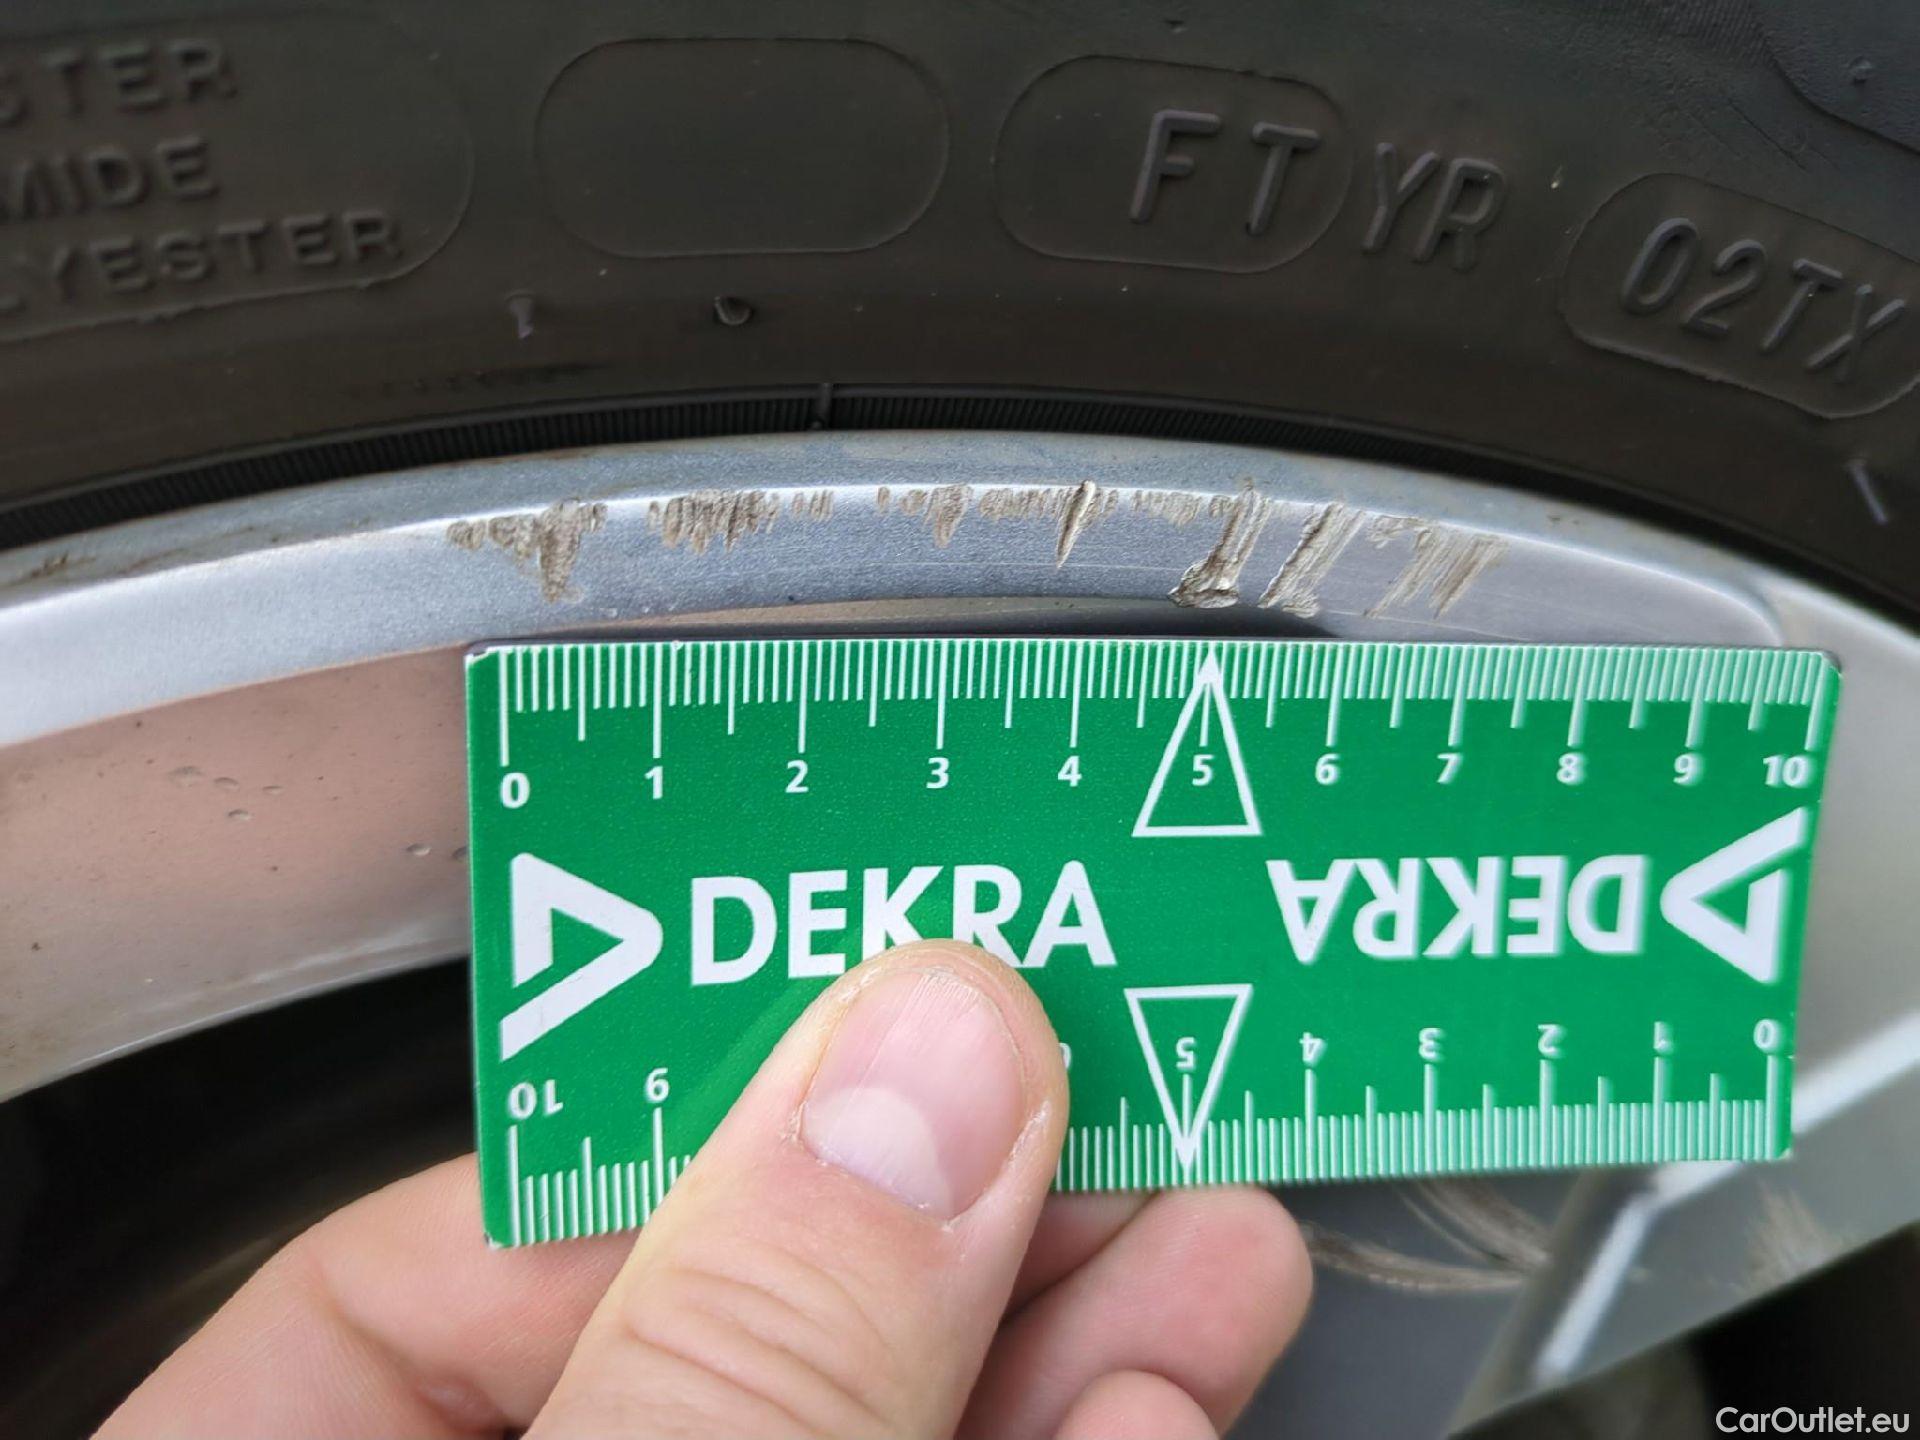 STER
MIDE
LYESTER
FT YR
02TX
0 1 2 3 4 5 6 7 8 9 10
DEKRA
DEKRA
10 9 5 4 3 2 1 0
CarOutlet.eu